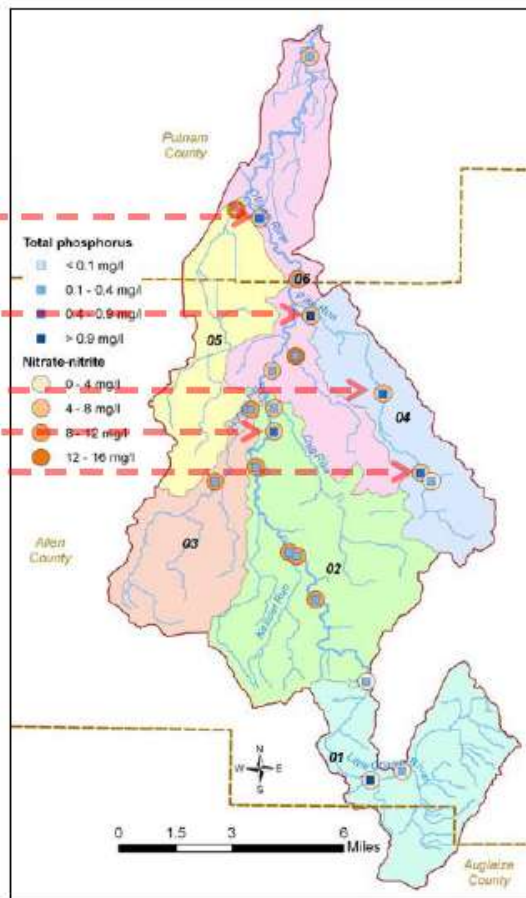 Putnam
County
Total phosphorus
< 0.1 mg/l
0.1 - 0.4 mg/l
0.4 - 0.9 mg/l
> 0.9 mg/l
Nitrate-nitrite
0 - 4 mg/l
4 - 8 mg/l
8 - 12 mg/l
12 - 16 mg/l
06
05
04
Allen
County
03
02
Run
01
N
W E
S
0 1.5 3 6
Miles
Auglaize
County